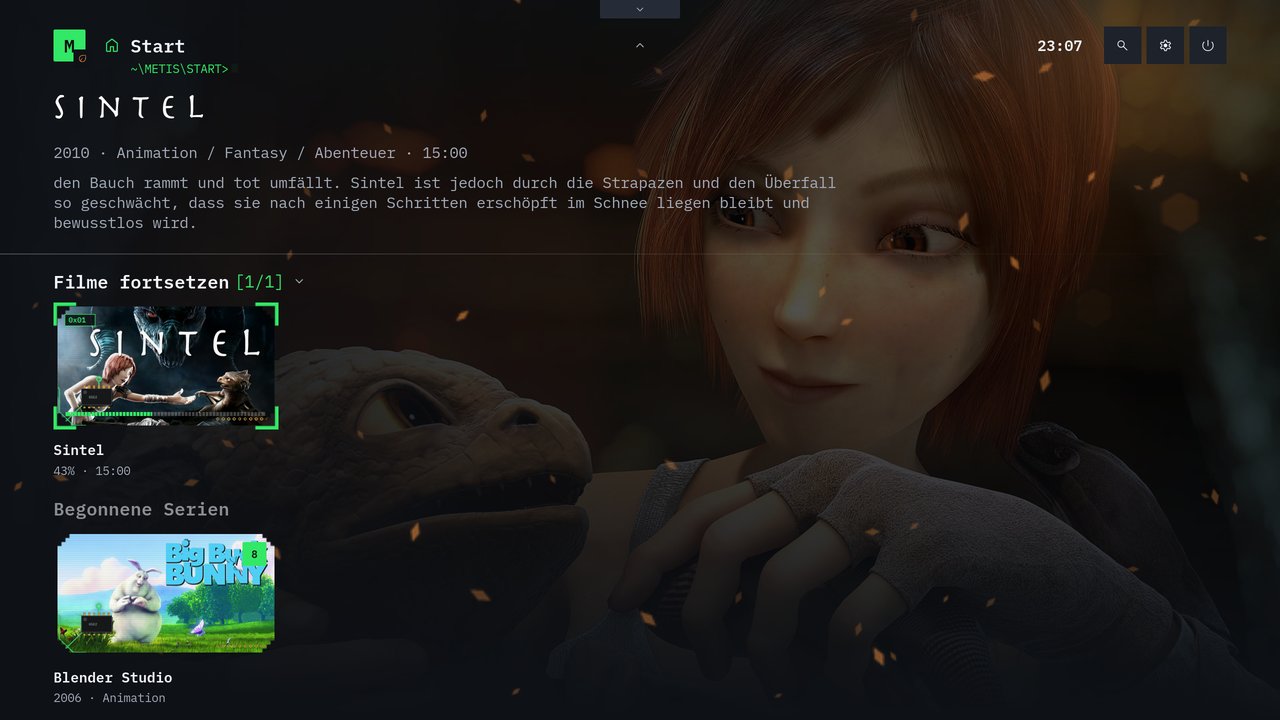 M
Start
23:07
~\METIS\START>
SINTEL
2010 · Animation / Fantasy / Abenteuer · 15:00
den Bauch rammt und tot umfällt. Sintel ist jedoch durch die Strapazen und den Überfall
so geschwächt, dass sie nach einigen Schritten erschöpft im Schnee liegen bleibt und
bewusstlos wird.
Filme fortsetzen [1/1]
0x01
SINTEL
Sintel
43% · 15:00
Begonnene Serien
Big Buck
BUNNY
8
Blender Studio
2006 · Animation